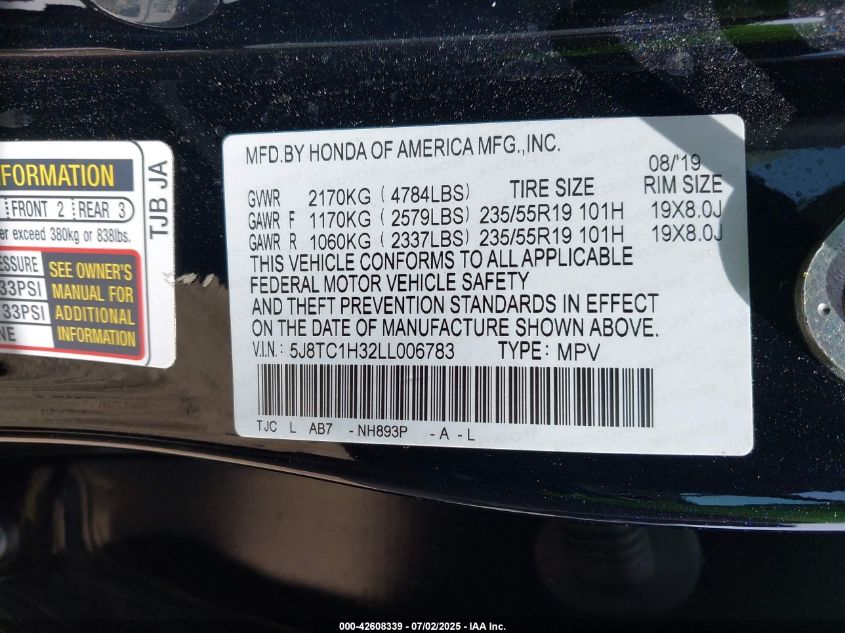 NFORMATION
FRONT 2 REAR 3
er exceed 380kg or 838lbs.
ESSURE
33PSI
33PSI
NE
SEE OWNER'S
MANUAL FOR
ADDITIONAL
INFORMATION
TJB JA
MFD.BY HONDA OF AMERICA MFG.,INC.
08/'19
GVWR 2170KG ( 4784LBS) TIRE SIZE RIM SIZE
GAWR F 1170KG ( 2579LBS) 235/55R19 101H 19X8.0J
GAWR R 1060KG ( 2337LBS) 235/55R19 101H 19X8.0J
THIS VEHICLE CONFORMS TO ALL APPLICABLE
FEDERAL MOTOR VEHICLE SAFETY
AND THEFT PREVENTION STANDARDS IN EFFECT
ON THE DATE OF MANUFACTURE SHOWN ABOVE.
V.I.N.: 5J8TC1H32LL006783 TYPE: MPV
TJC L AB7 -NH893P -A-L
000-42608339 - 07/02/2025 - IAA Inc.